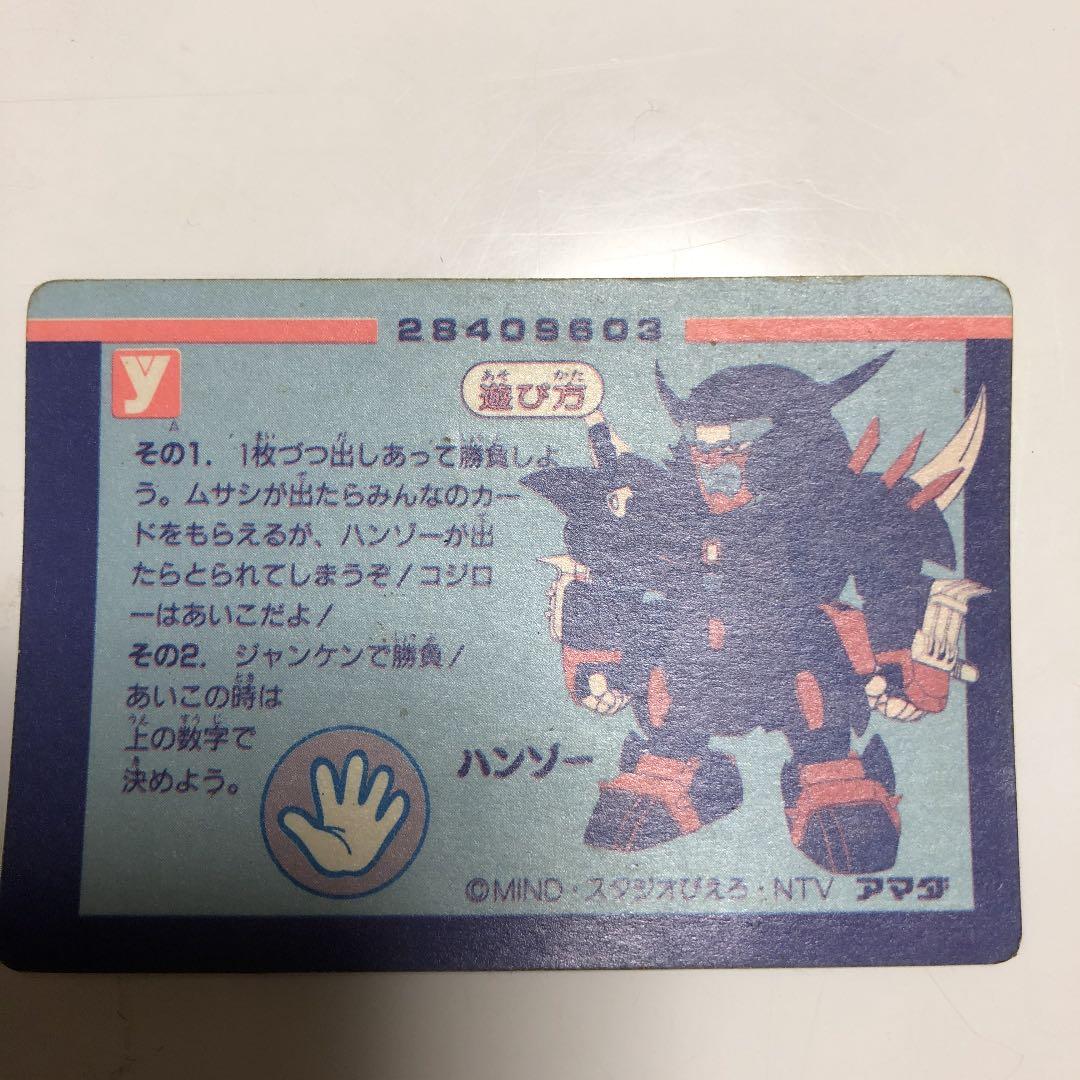 28409603
y
A
遊び方
あそ かた
その1. 1枚づつ出しあって勝負しよ
う。ムサシが出たらみんなのカー
ドをもらえるが、ハンゾーが出
たらとられてしまうぞ!コジロ
ーはあいこだよ!
その2. ジャンケンで勝負!
あいこの時は
上の数字で
決めよう。
ハンゾー
©MIND・スタジオぴえろ・NTV アマダ